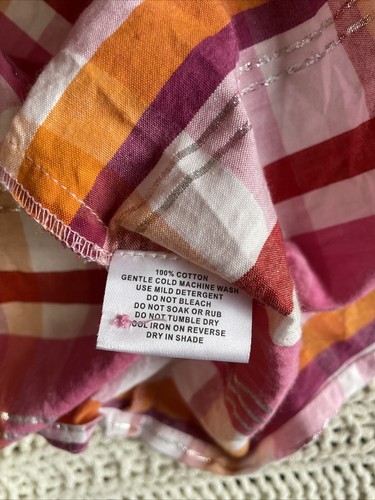 100% COTTON
GENTLE COLD MACHINE WASH
USE MILD DETERGENT
DO NOT BLEACH
DO NOT SOAK OR RUB
DO NOT TUMBLE DRY
COOL IRON ON REVERSE
DRY IN SHADE